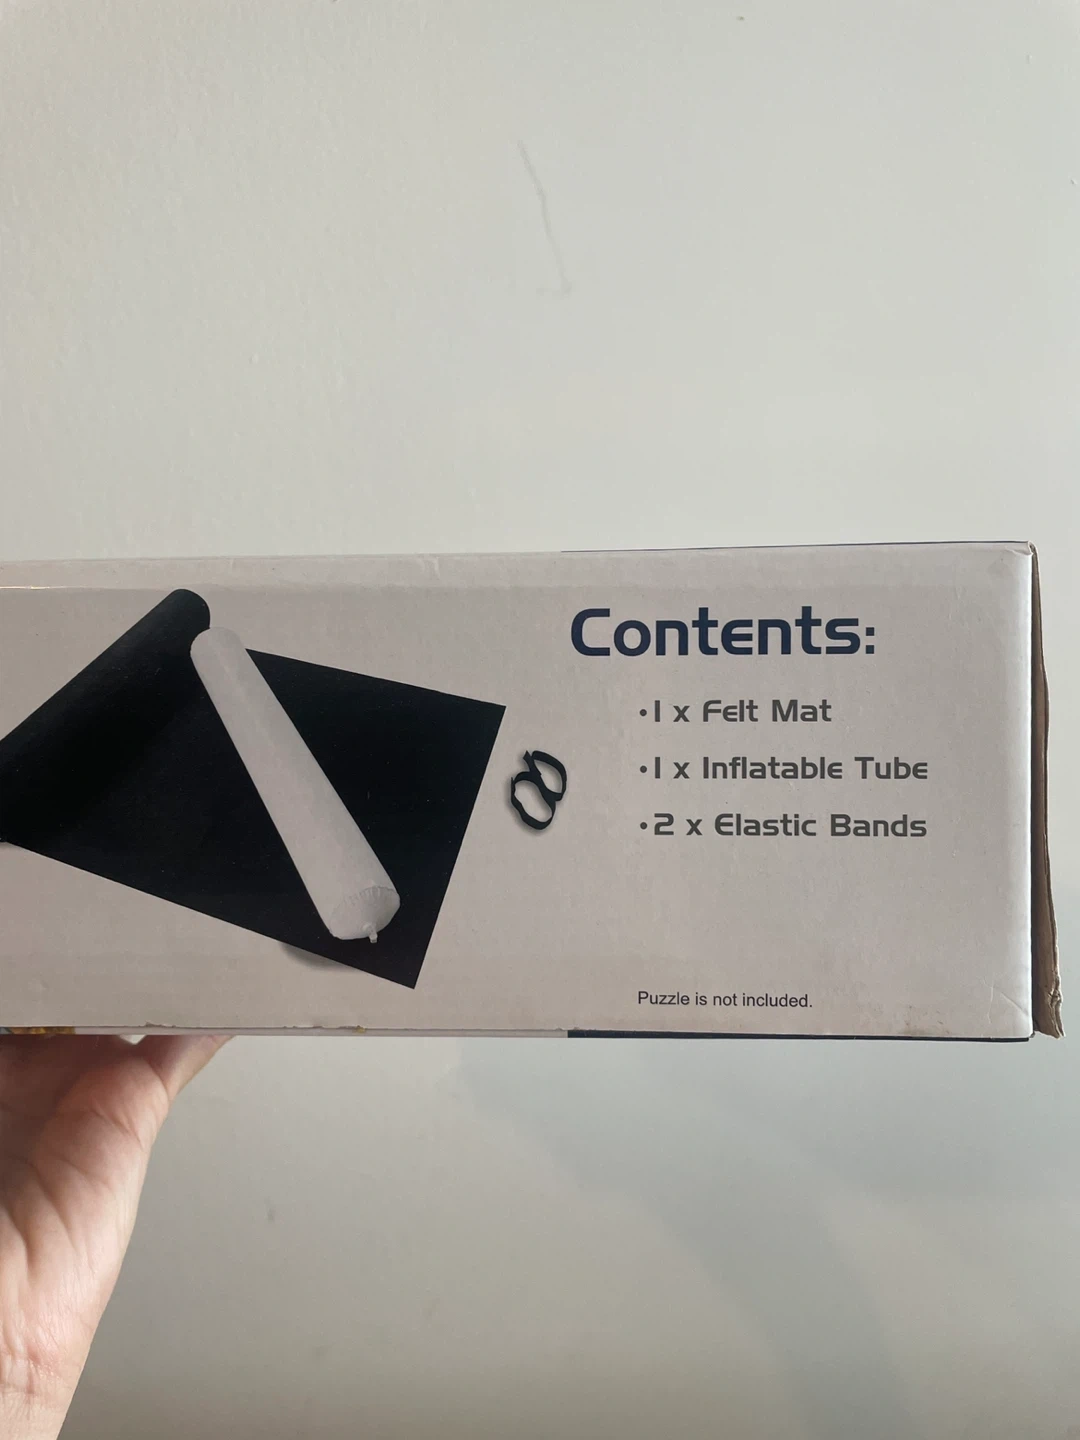 Contents:
•1 x Felt Mat
•1 x Inflatable Tube
•2 x Elastic Bands
Puzzle is not included.